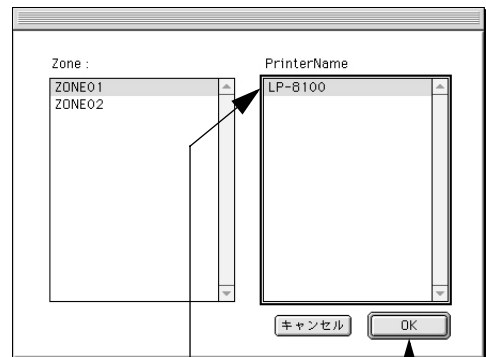 Zone :
ZONE01
ZONE02
PrinterName
LP-8100
キャンセル
OK